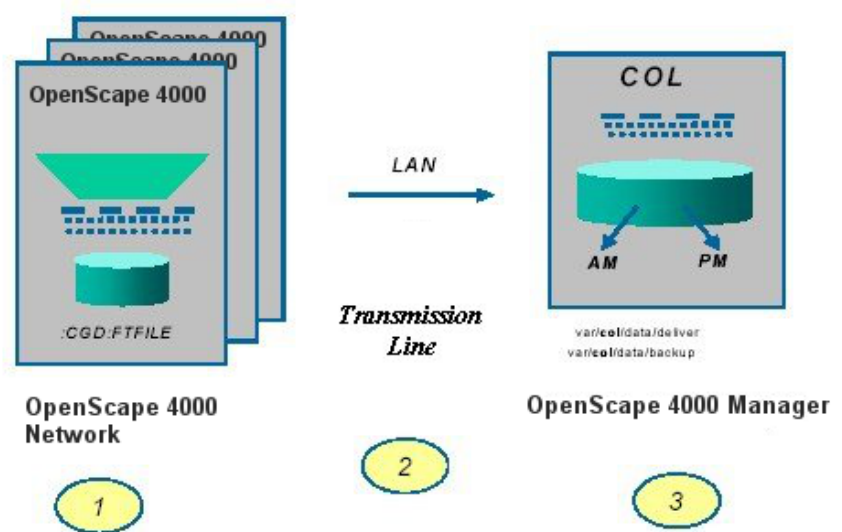 OpenScape 4000
OpenScape 4000
OpenScape 4000
:CGD:FTFILE
OpenScape 4000
Network
1
LAN
Transmission
Line
2
COL
AM PM
var/col/data/deliver
var/col/data/backup
OpenScape 4000 Manager
3